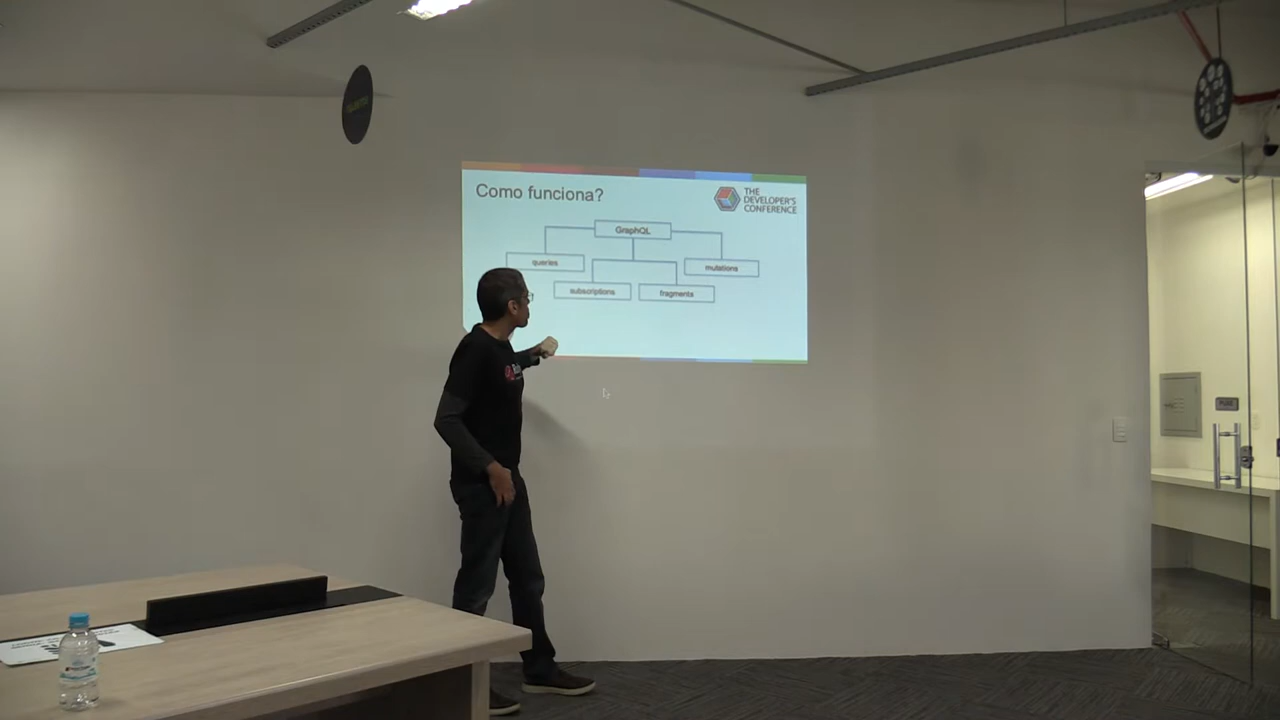 Como funciona?
THE
DEVELOPER'S
CONFERENCE
GraphQL
queries
mutations
subscriptions
fragments